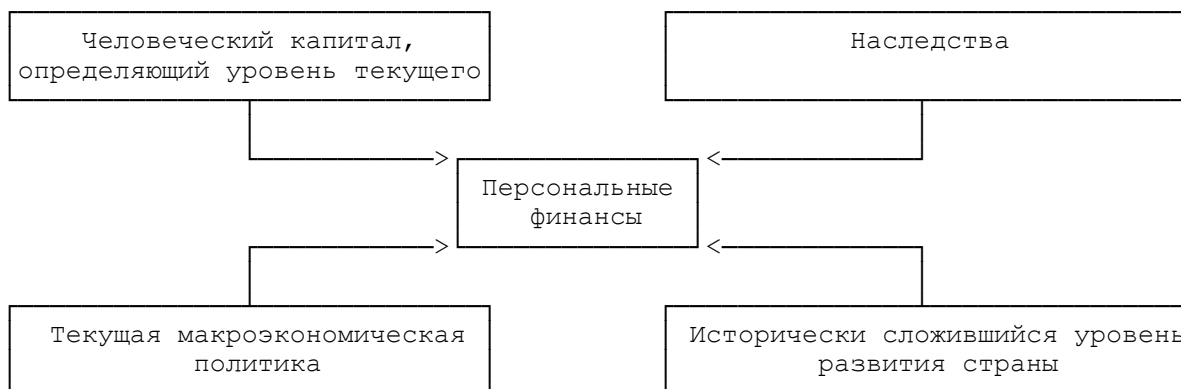 Человеческий капитал,
определяющий уровень текущего
Наследства
Персональные
финансы
Текущая макроэкономическая
политика
Исторически сложившийся уровень
развития страны